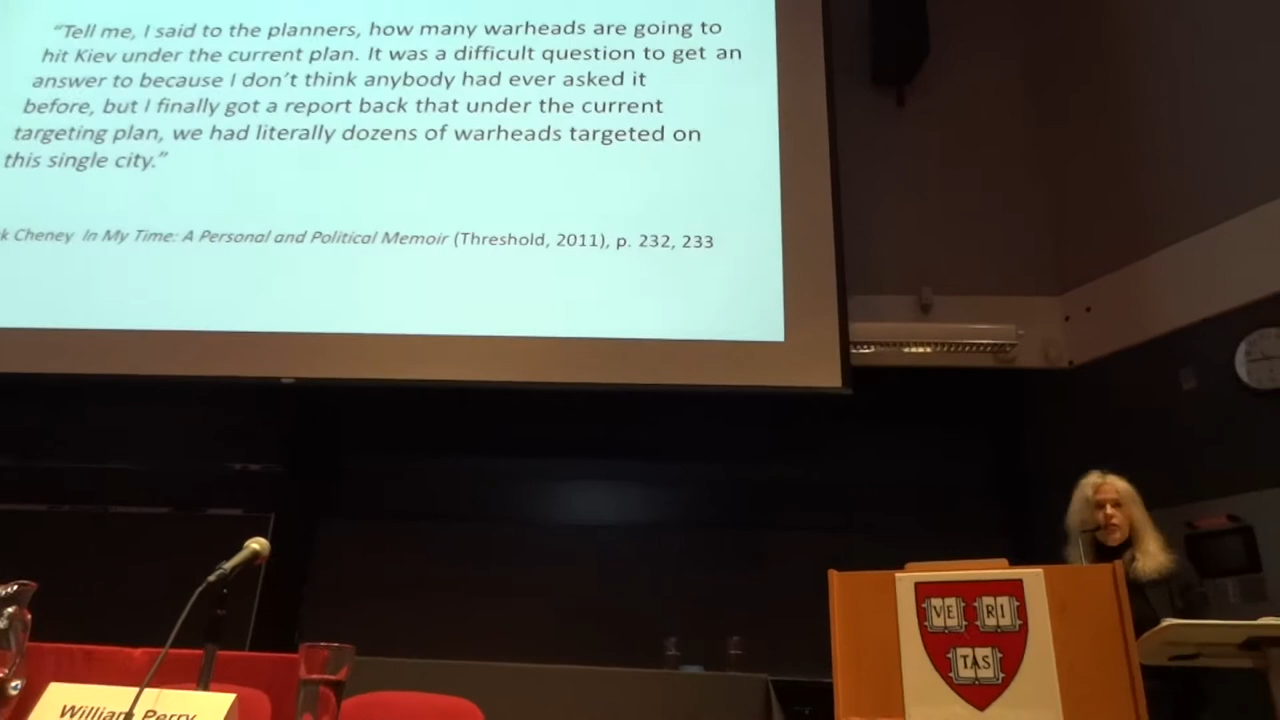 “Tell me, I said to the planners, how many warheads are going to
hit Kiev under the current plan. It was a difficult question to get an
answer to because I don’t think anybody had ever asked it
before, but I finally got a report back that under the current
targeting plan, we had literally dozens of warheads targeted on
this single city.”
k Cheney In My Time: A Personal and Political Memoir (Threshold, 2011), p. 232, 233
VE RI
TAS
William Perry